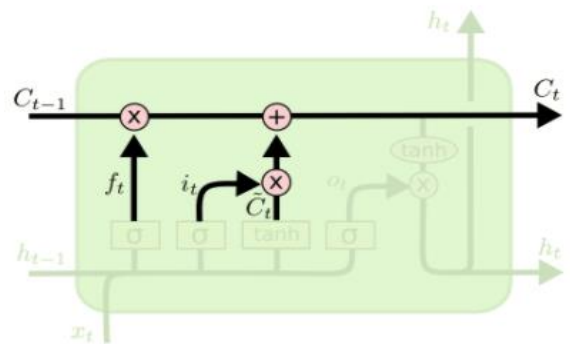 h_t
C_{t-1} × + C_t
tanh
f_t i_t × o_t ×
C̃_t
σ σ tanh σ
h_{t-1} h_t
x_t